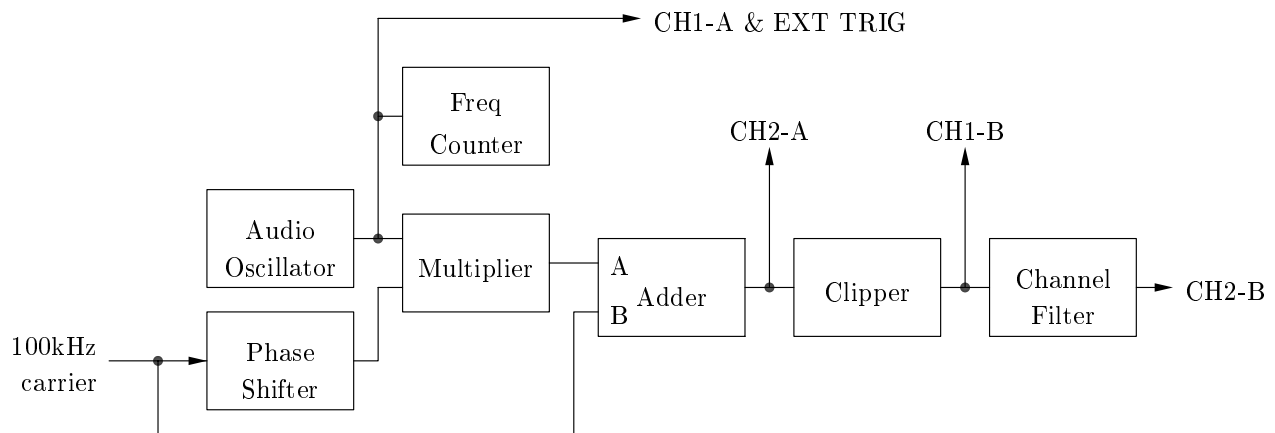 CH1-A & EXT TRIG
Freq
Counter
CH2-A
CH1-B
Audio
Oscillator
Multiplier
A
Adder
B
Clipper
Channel
Filter
CH2-B
100kHz
carrier
Phase
Shifter